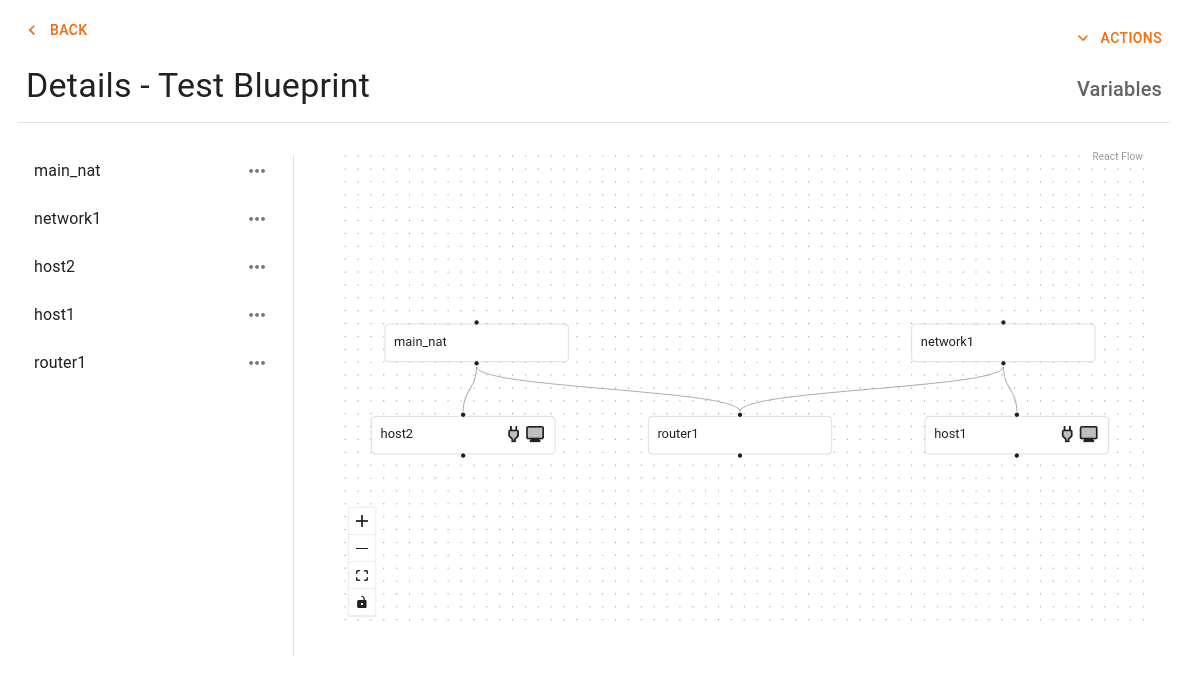 BACK
ACTIONS
Details - Test Blueprint
Variables
main_nat
network1
host2
host1
router1
React Flow
main_nat
network1
host2
router1
host1